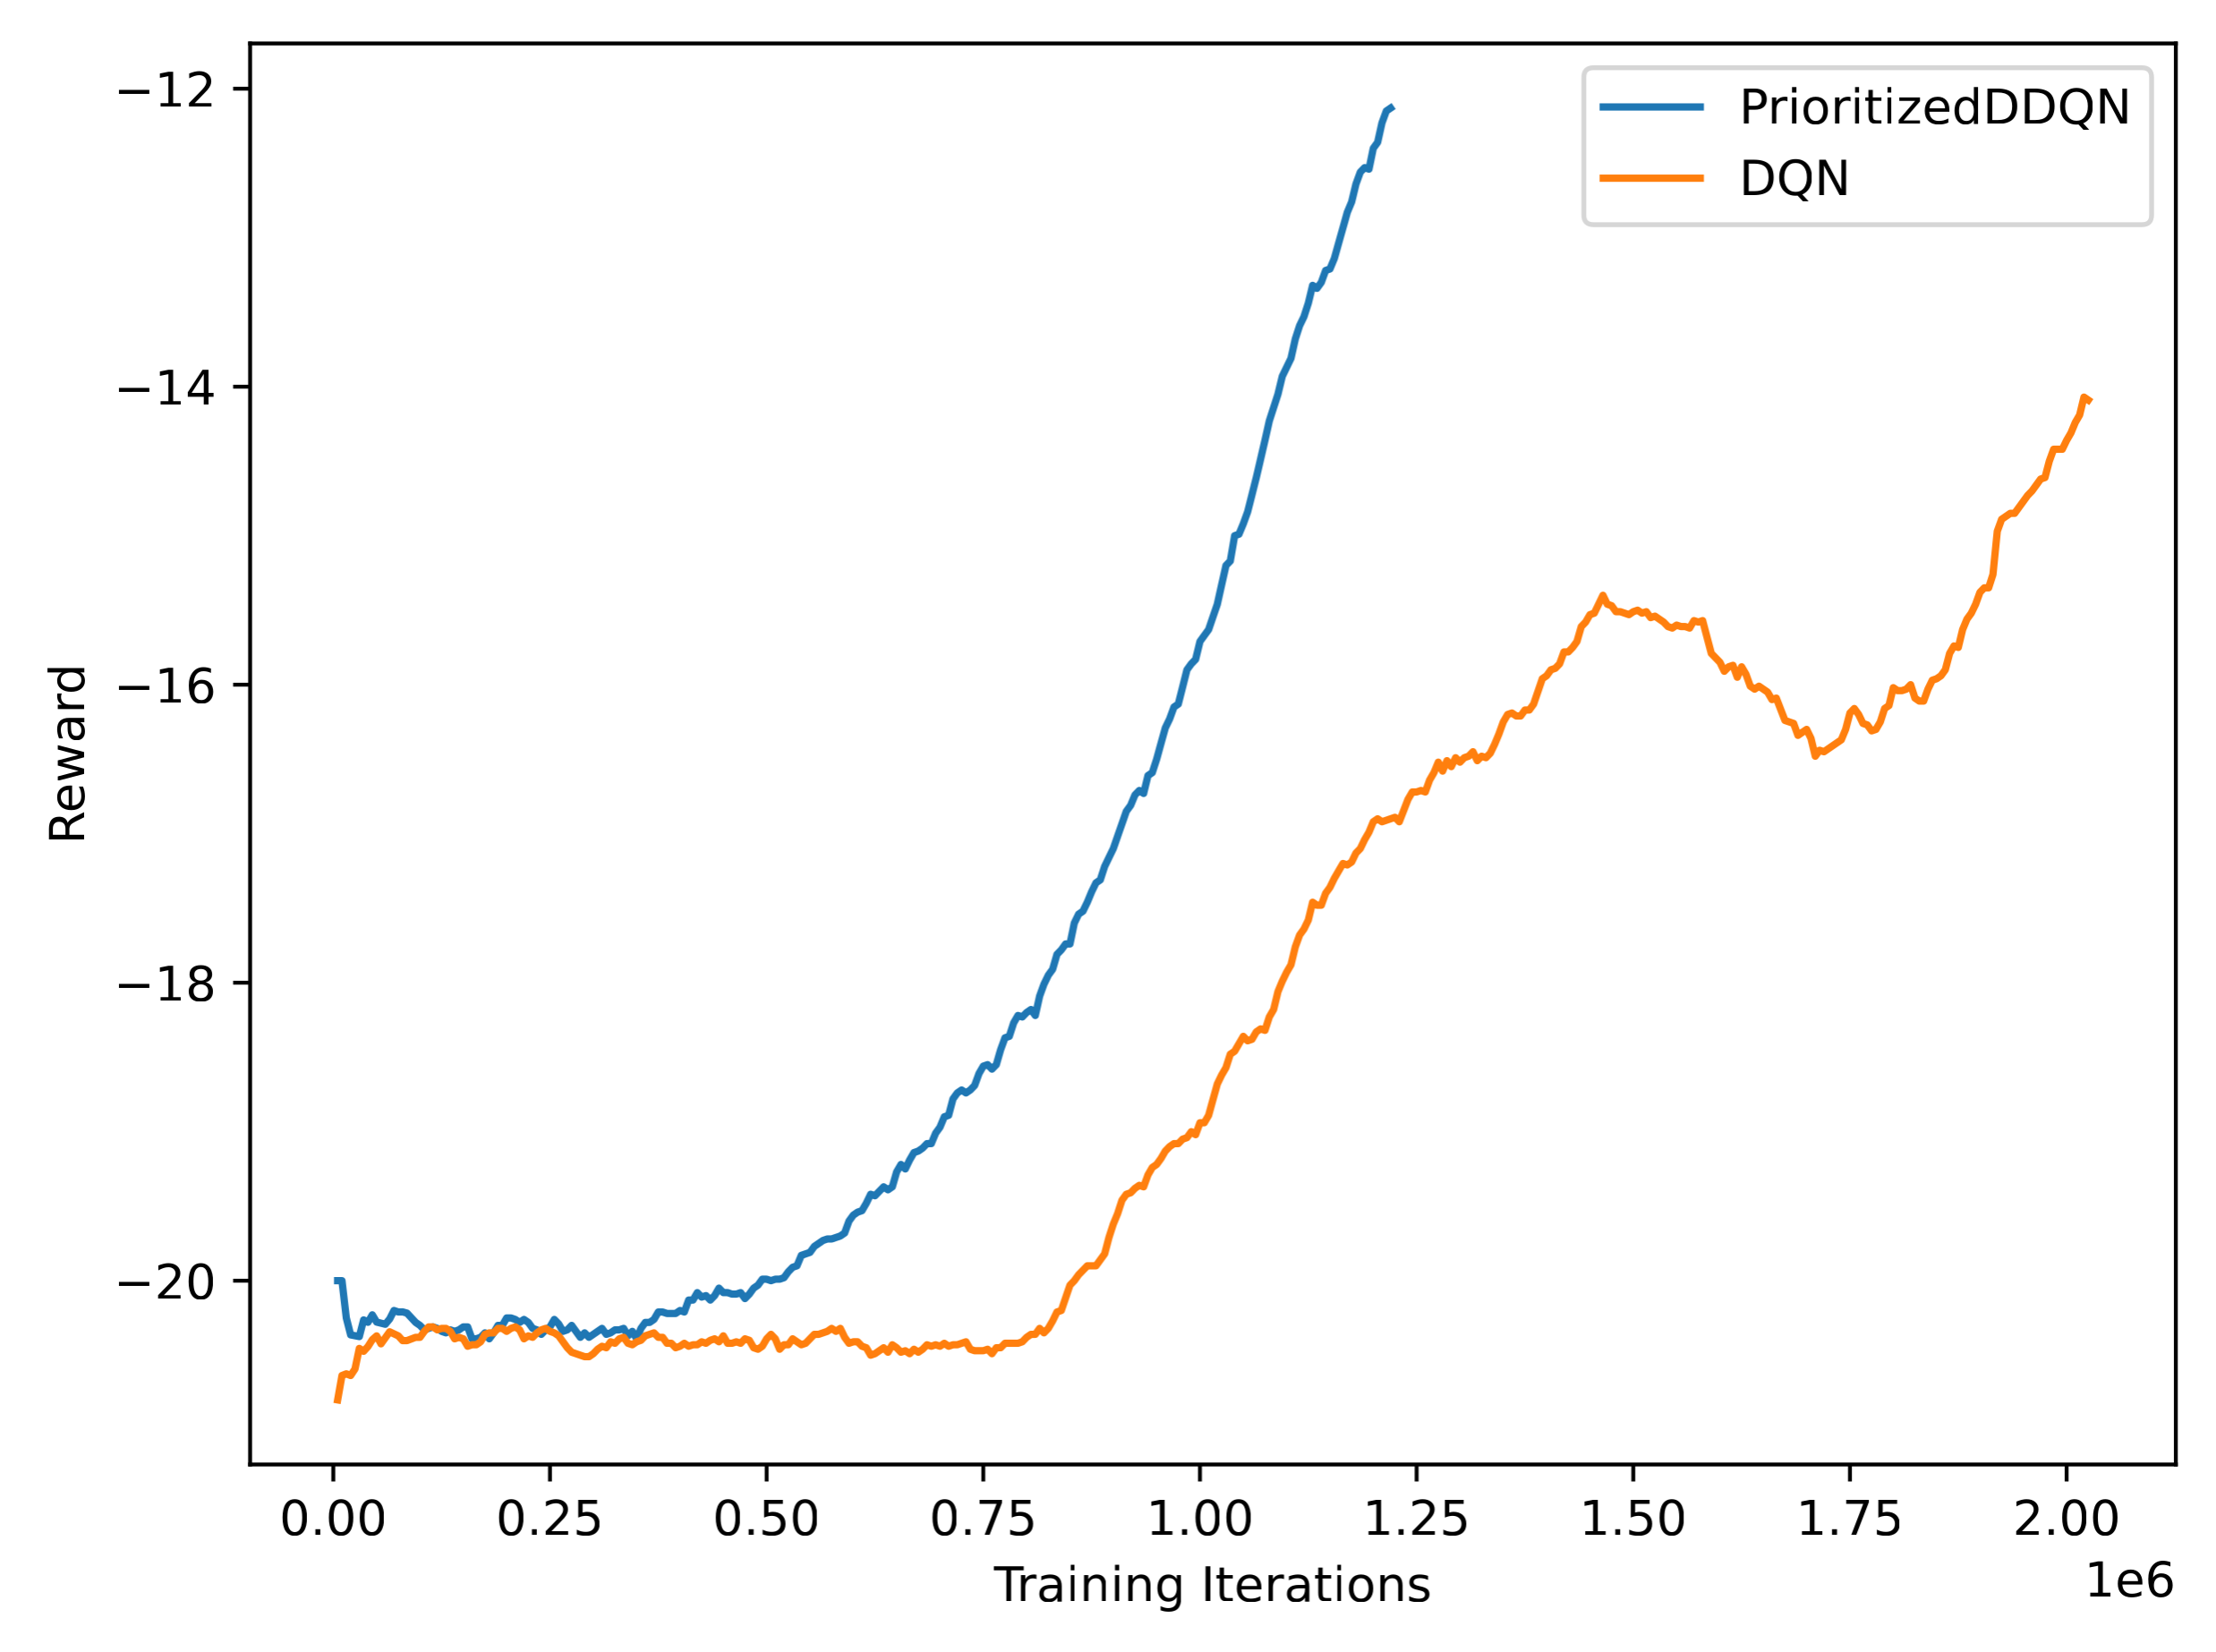 −12
−14
−16
−18
−20
Reward
PrioritizedDDQN
DQN
0.00 0.25 0.50 0.75 1.00 1.25 1.50 1.75 2.00
1e6
Training Iterations